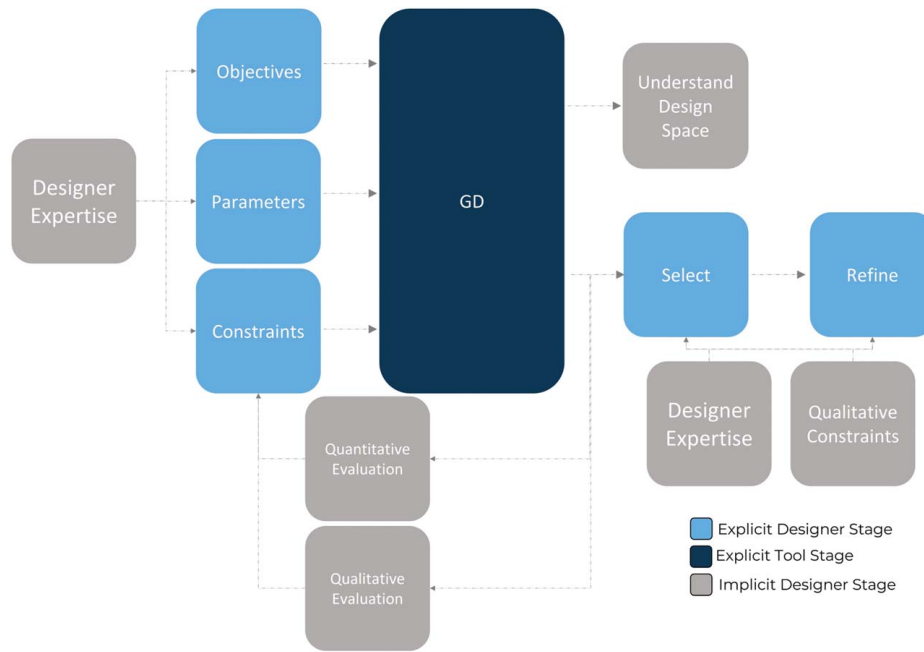 Objectives
Understand
Design
Space
Designer
Expertise
Parameters
GD
Select
Refine
Constraints
Designer
Expertise
Qualitative
Constraints
Quantitative
Evaluation
Qualitative
Evaluation
Explicit Designer Stage
Explicit Tool Stage
Implicit Designer Stage